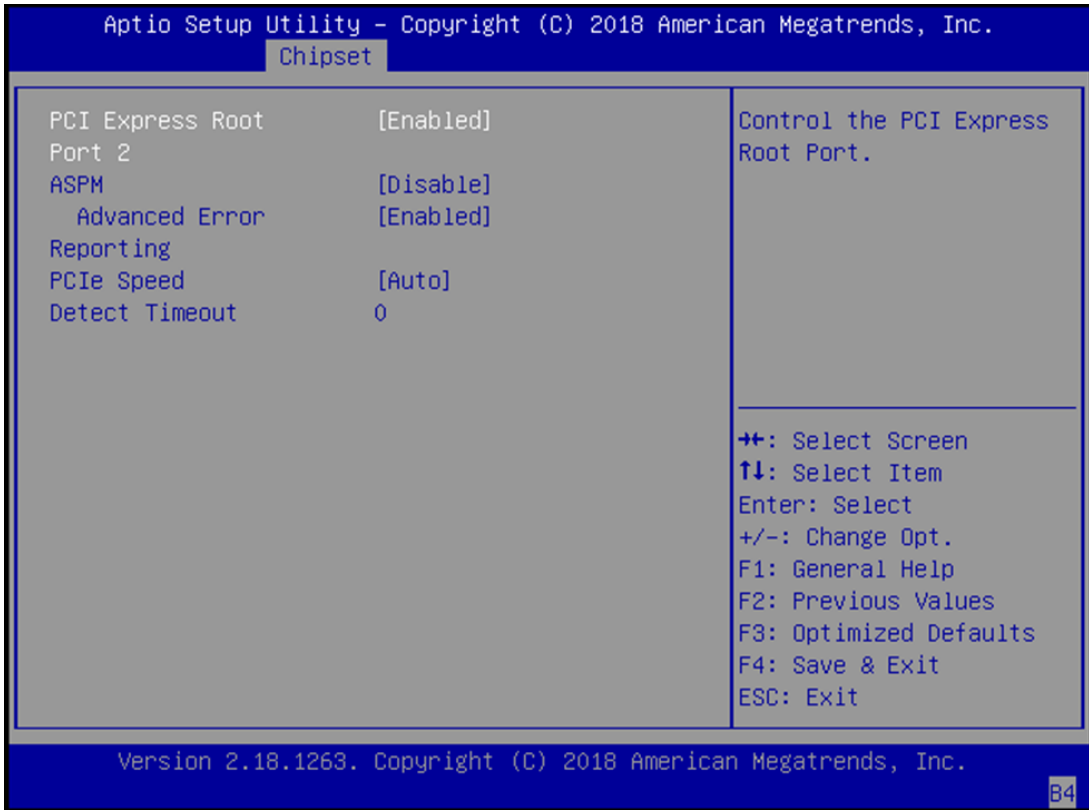 Aptio Setup Utility – Copyright (C) 2018 American Megatrends, Inc.
Chipset
PCI Express Root [Enabled]
Port 2
ASPM [Disable]
Advanced Error [Enabled]
Reporting
PCIe Speed [Auto]
Detect Timeout 0
Control the PCI Express
Root Port.
→←: Select Screen
↑↓: Select Item
Enter: Select
+/-: Change Opt.
F1: General Help
F2: Previous Values
F3: Optimized Defaults
F4: Save & Exit
ESC: Exit
Version 2.18.1263. Copyright (C) 2018 American Megatrends, Inc.
B4